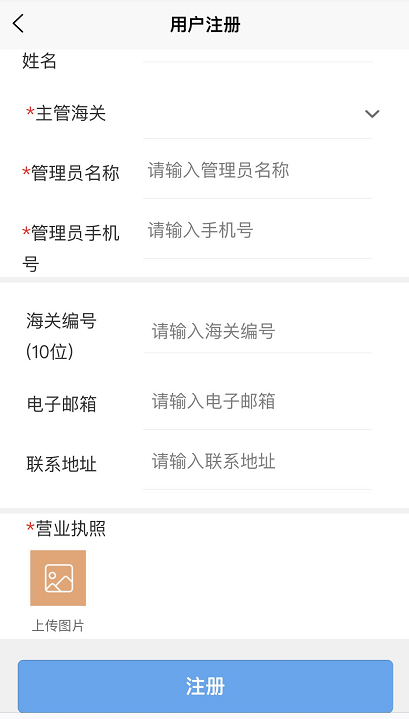 用户注册
姓名
*主管海关
*管理员名称 请输入管理员名称
*管理员手机号 请输入手机号
海关编号
(10位) 请输入海关编号
电子邮箱 请输入电子邮箱
联系地址 请输入联系地址
*营业执照
上传图片
注册